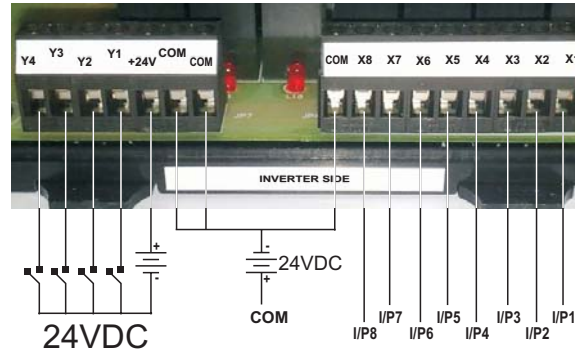 Y4 Y3 Y2 Y1 +24V COM COM
COM X8 X7 X6 X5 X4 X3 X2 X1
INVERTER SIDE
+
-
-
+
24VDC
24VDC
COM
I/P8 I/P7 I/P6 I/P5 I/P4 I/P3 I/P2 I/P1